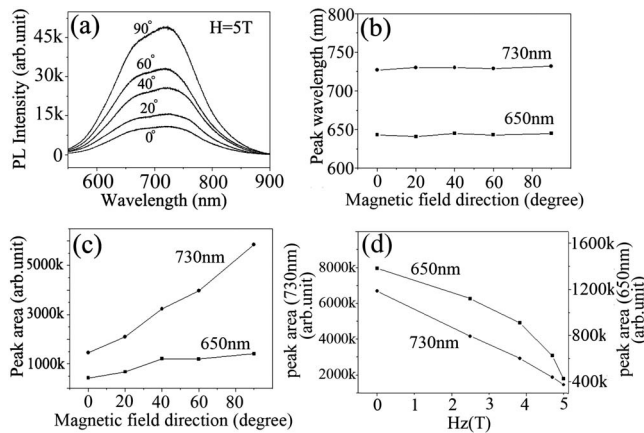 (a)
H=5T
90°
60°
40°
20°
0°
45k
30k
15k
0
PL Intensity (arb.unit)
600 700 800 900
Wavelength (nm)
(b)
730nm
650nm
800
750
700
650
600
Peak wavelength (nm)
0 20 40 60 80
Magnetic field direction (degree)
(c)
730nm
650nm
5000k
3000k
1000k
Peak area (arb.unit)
0 20 40 60 80
Magnetic field direction (degree)
(d)
650nm
730nm
8000k
6000k
4000k
2000k
peak area (730nm)
(arb.unit)
1600k
1200k
800k
400k
peak area (650nm)
(arb.unit)
0 1 2 3 4 5
Hz(T)